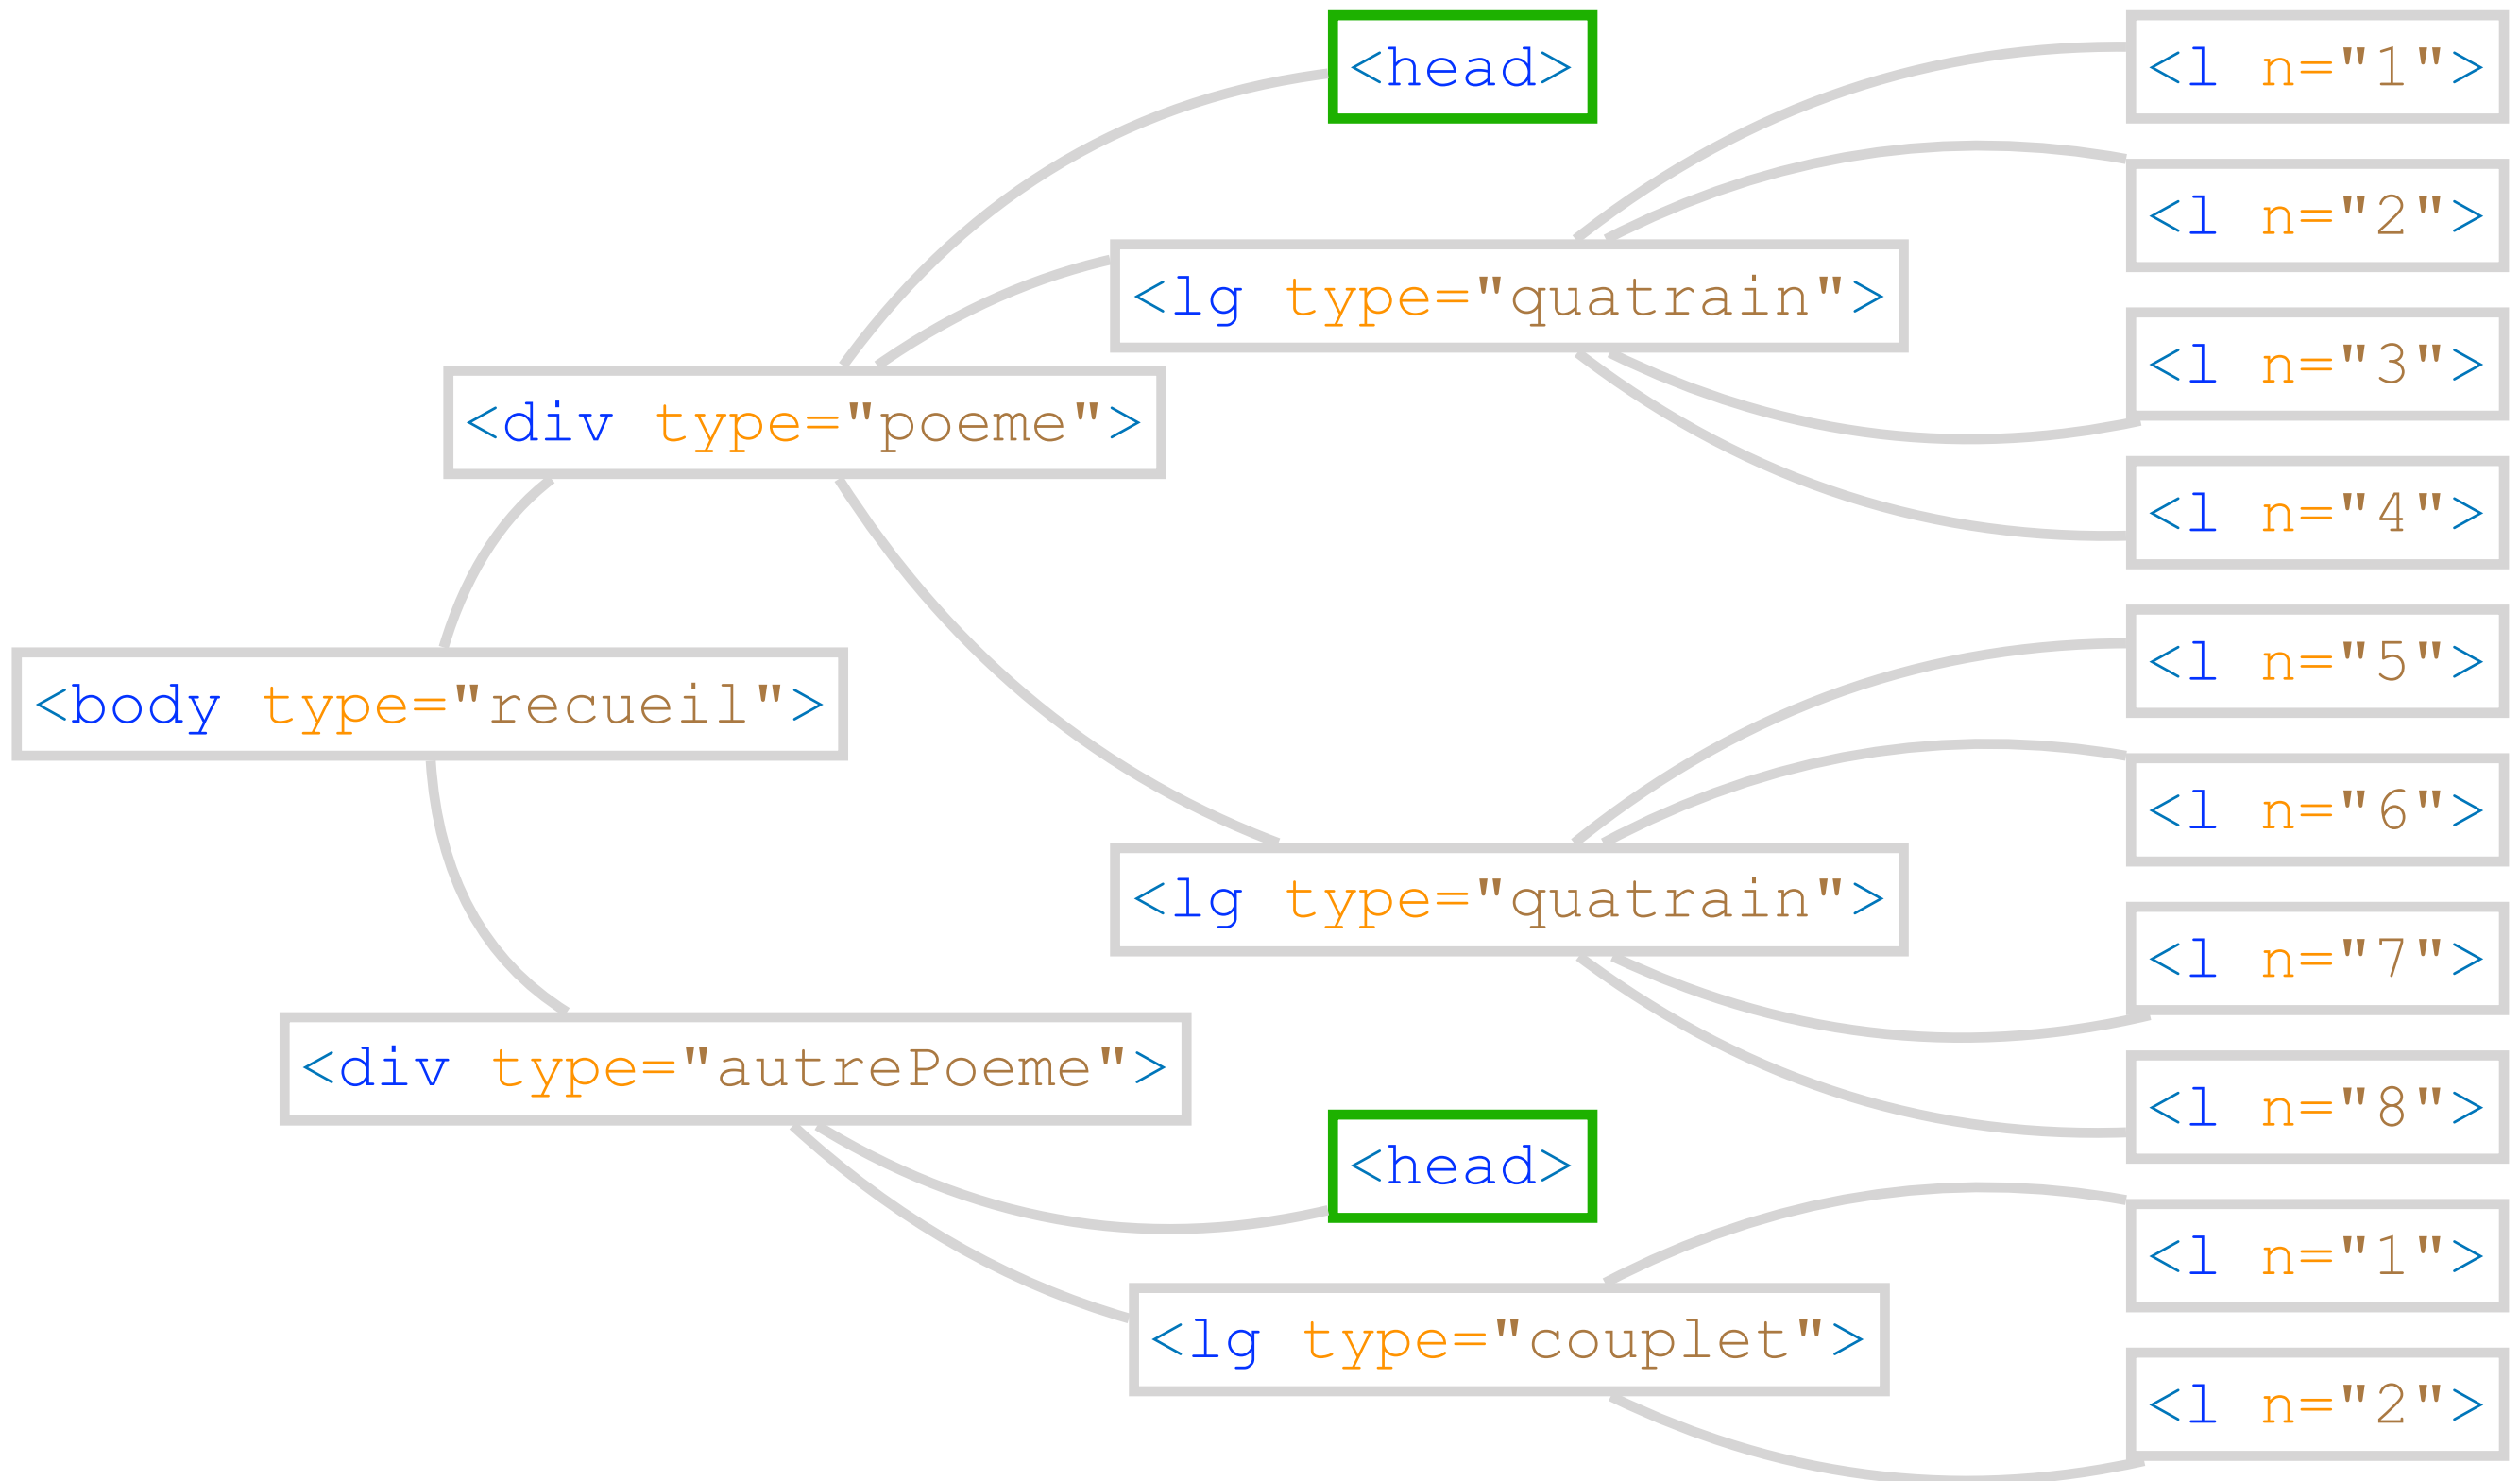 <head>
<l n="1">
<l n="2">
<lg type="quatrain">
<l n="3">
<div type="poeme">
<l n="4">
<l n="5">
<body type="recueil">
<l n="6">
<lg type="quatrain">
<l n="7">
<div type="autrePoeme">
<l n="8">
<head>
<l n="1">
<lg type="couplet">
<l n="2">